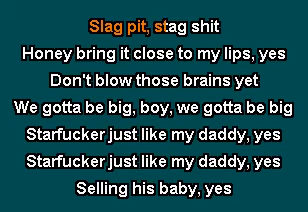 Slag pit, stag shit
Honey bring it close to my lips, yes
Don't blow those brains yet
We gotta be big, boy, we gotta be big
Starfucker just like my daddy, yes
Starfucker just like my daddy, yes
Selling his baby, yes